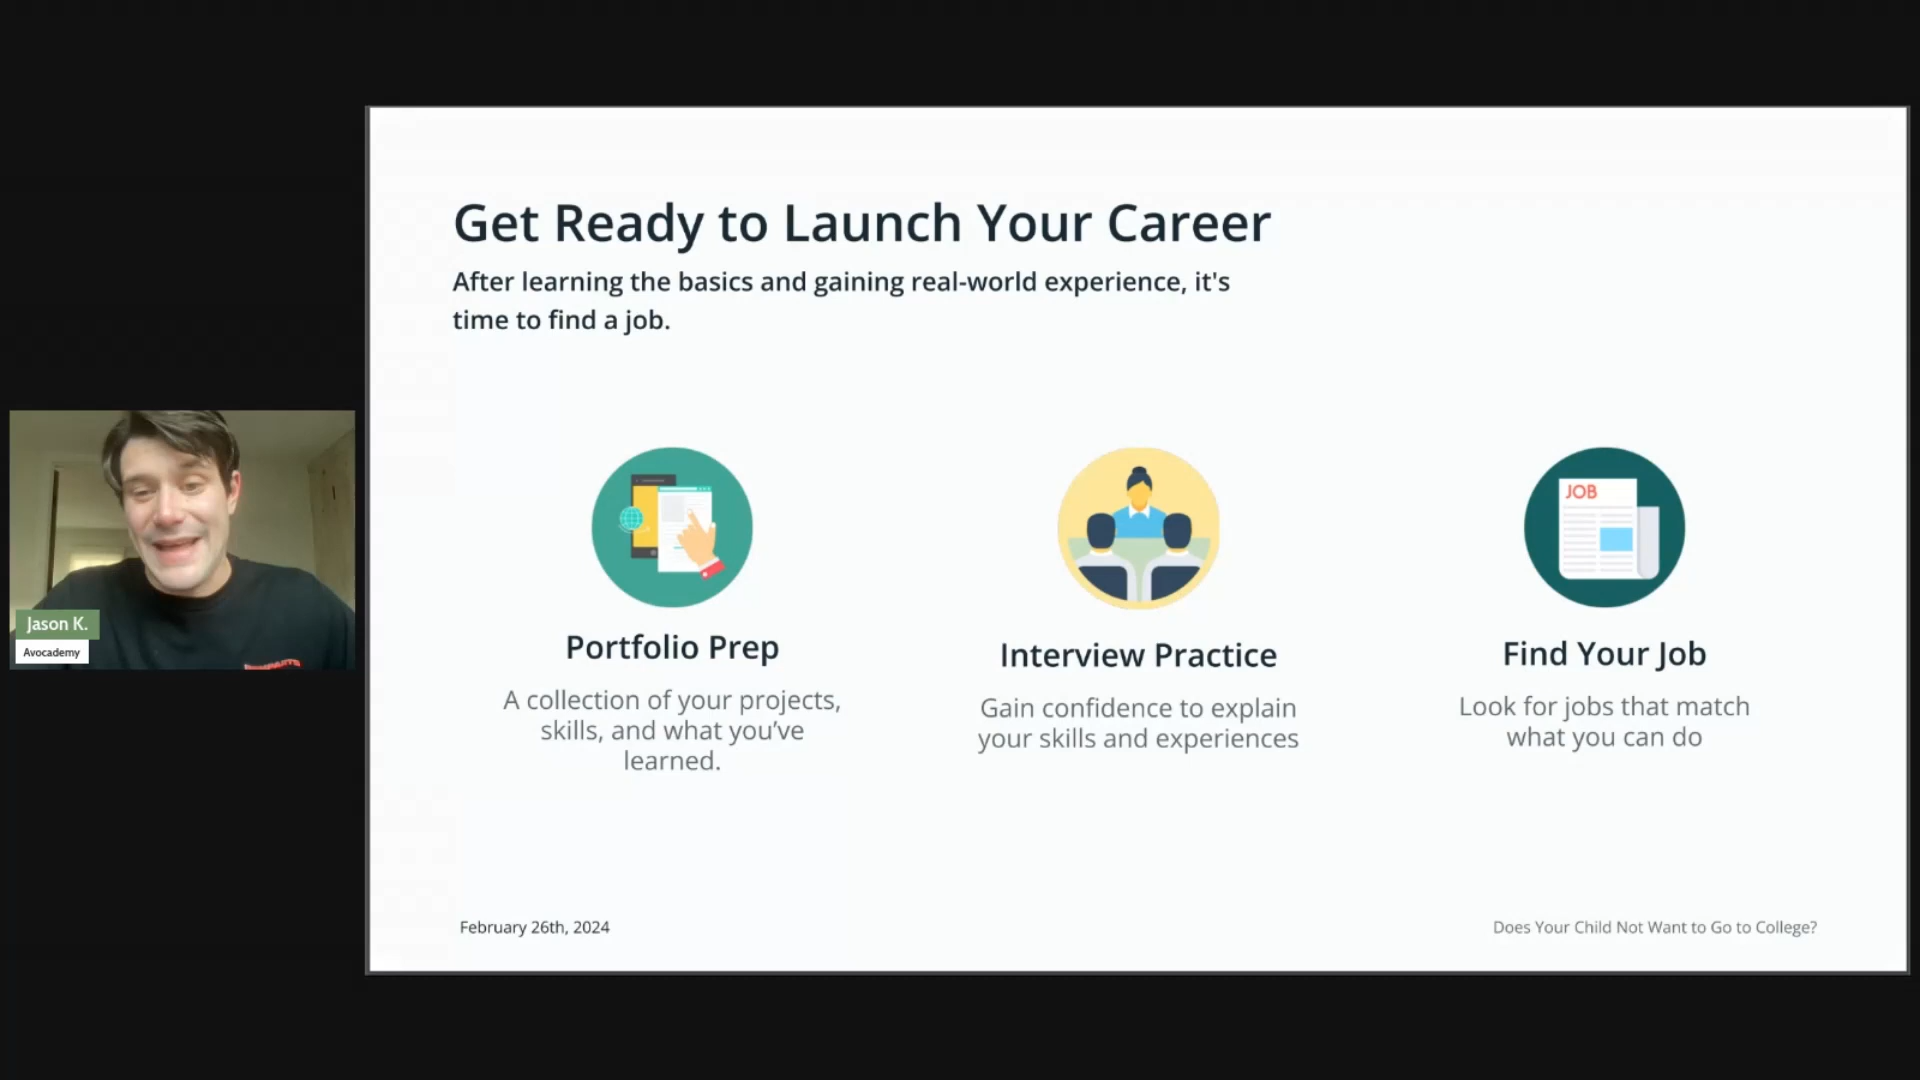 Get Ready to Launch Your Career
After learning the basics and gaining real-world experience, it's
time to find a job.
Jason K.
Avocademy
JOB
Portfolio Prep
A collection of your projects,
skills, and what you’ve
learned.
Interview Practice
Gain confidence to explain
your skills and experiences
Find Your Job
Look for jobs that match
what you can do
February 26th, 2024
Does Your Child Not Want to Go to College?